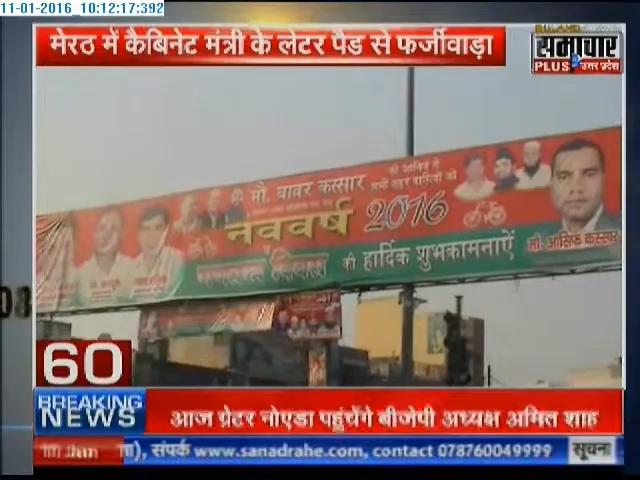 11-01-2016_10:12:17:392
मेरठ में कैबिनेट मंत्री के लेटर पैड से फर्जीवाड़ा
समाचार
PLUS उत्तर प्रदेश
मौ. बाबर कस्सार
की ओर से
सभी शहर वासियों को
नववर्ष 2016
की हार्दिक शुभकामनाऐं
मौ. आसिफ कस्सार
08
60
BREAKING NEWS
आज ग्रेटर नोएडा पहुंचेंगे बीजेपी अध्यक्ष अमित शाह
संपर्क www.sanadrahe.com, contact 078760049999
सूचना